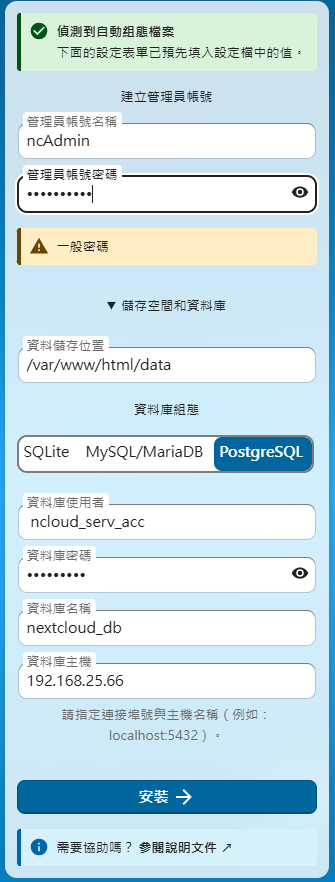 偵測到自動組態檔案
下面的設定表單已預先填入設定檔中的值。
建立管理員帳號
管理員帳號名稱
ncAdmin
管理員帳號密碼
••••••••••
一般密碼
▼ 儲存空間和資料庫
資料儲存位置
/var/www/html/data
資料庫組態
SQLite MySQL/MariaDB PostgreSQL
資料庫使用者
ncloud_serv_acc
資料庫密碼
•••••••••
資料庫名稱
nextcloud_db
資料庫主機
192.168.25.66
請指定連接埠號與主機名稱（例如：
localhost:5432）。
安裝 →
需要協助嗎？ 參閱說明文件 ↗